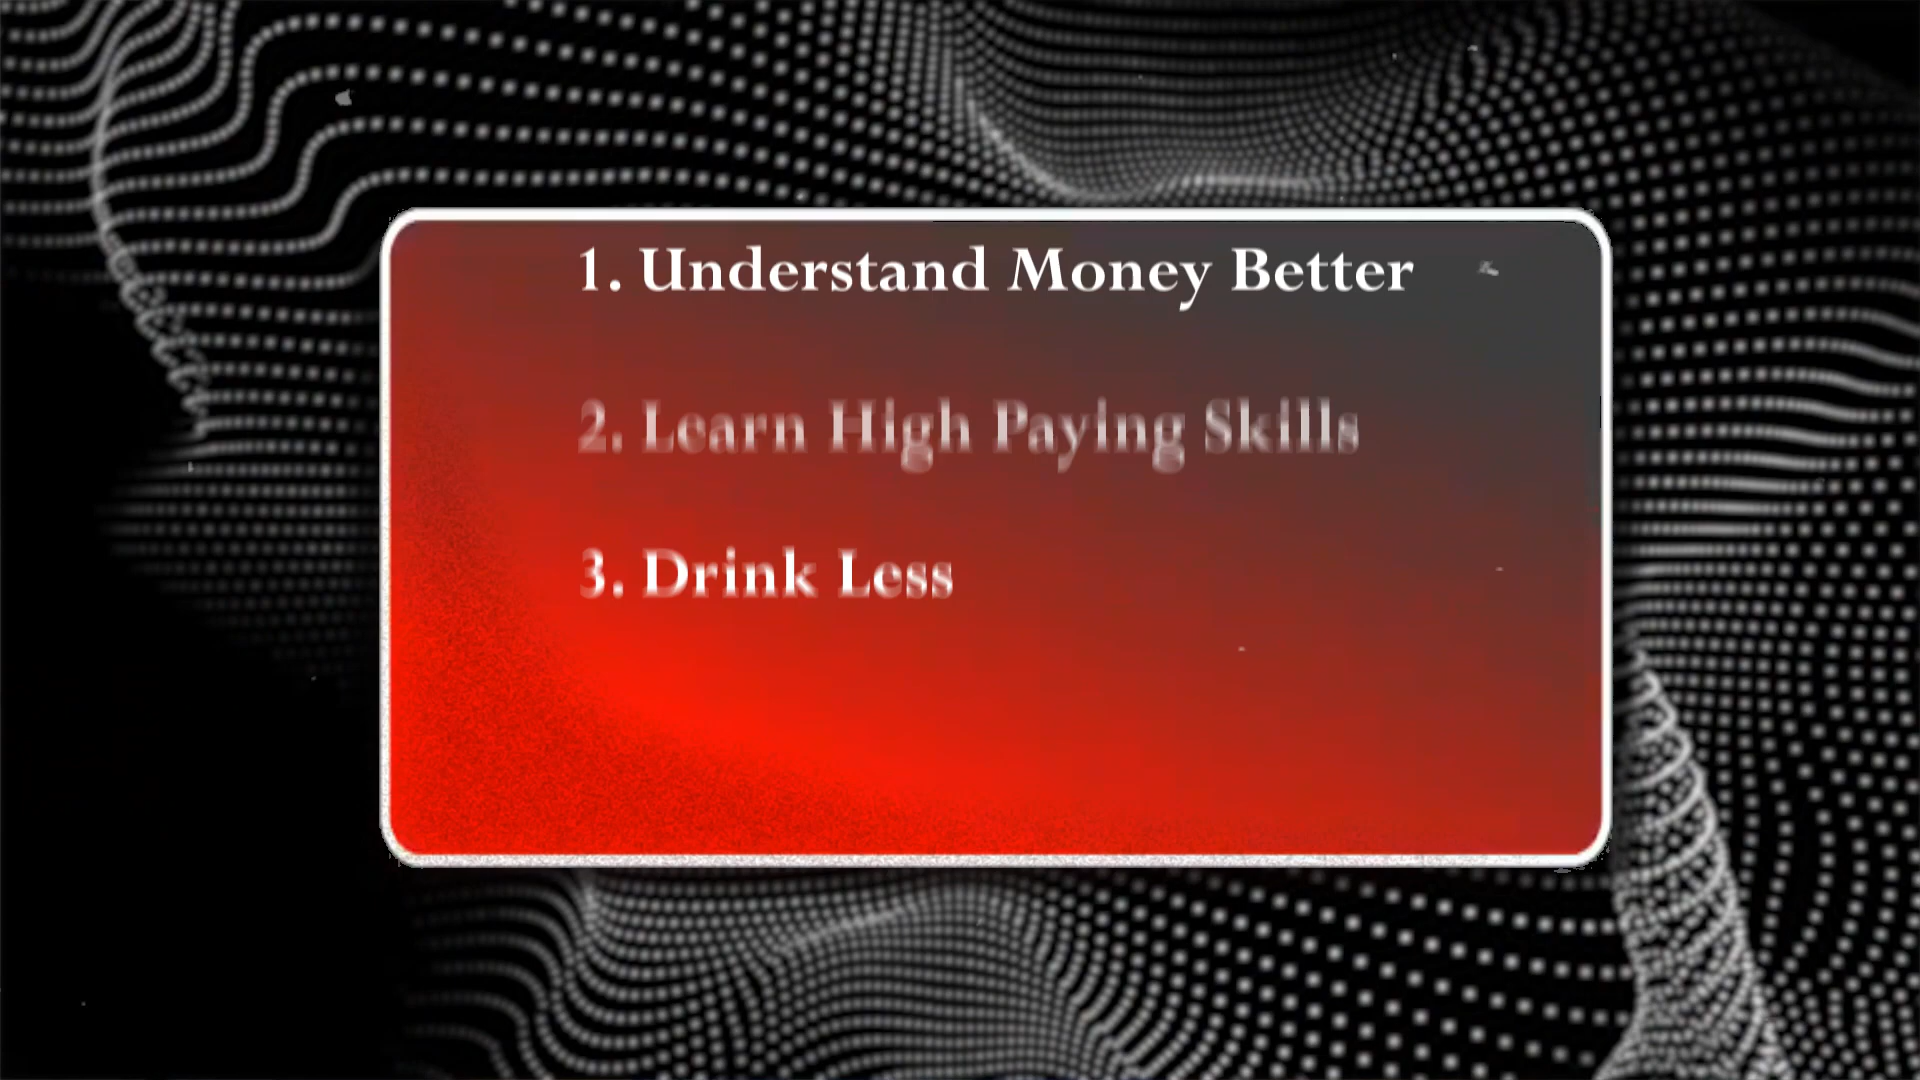 1. Understand Money Better
2. Learn High Paying Skills
3. Drink Less